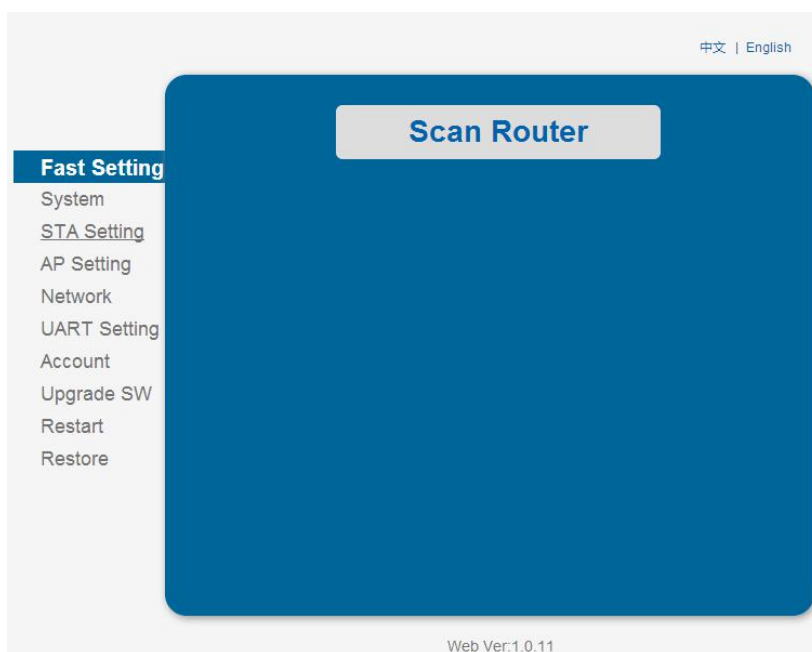 中文 | English
Scan Router
Fast Setting
System
STA Setting
AP Setting
Network
UART Setting
Account
Upgrade SW
Restart
Restore
Web Ver:1.0.11